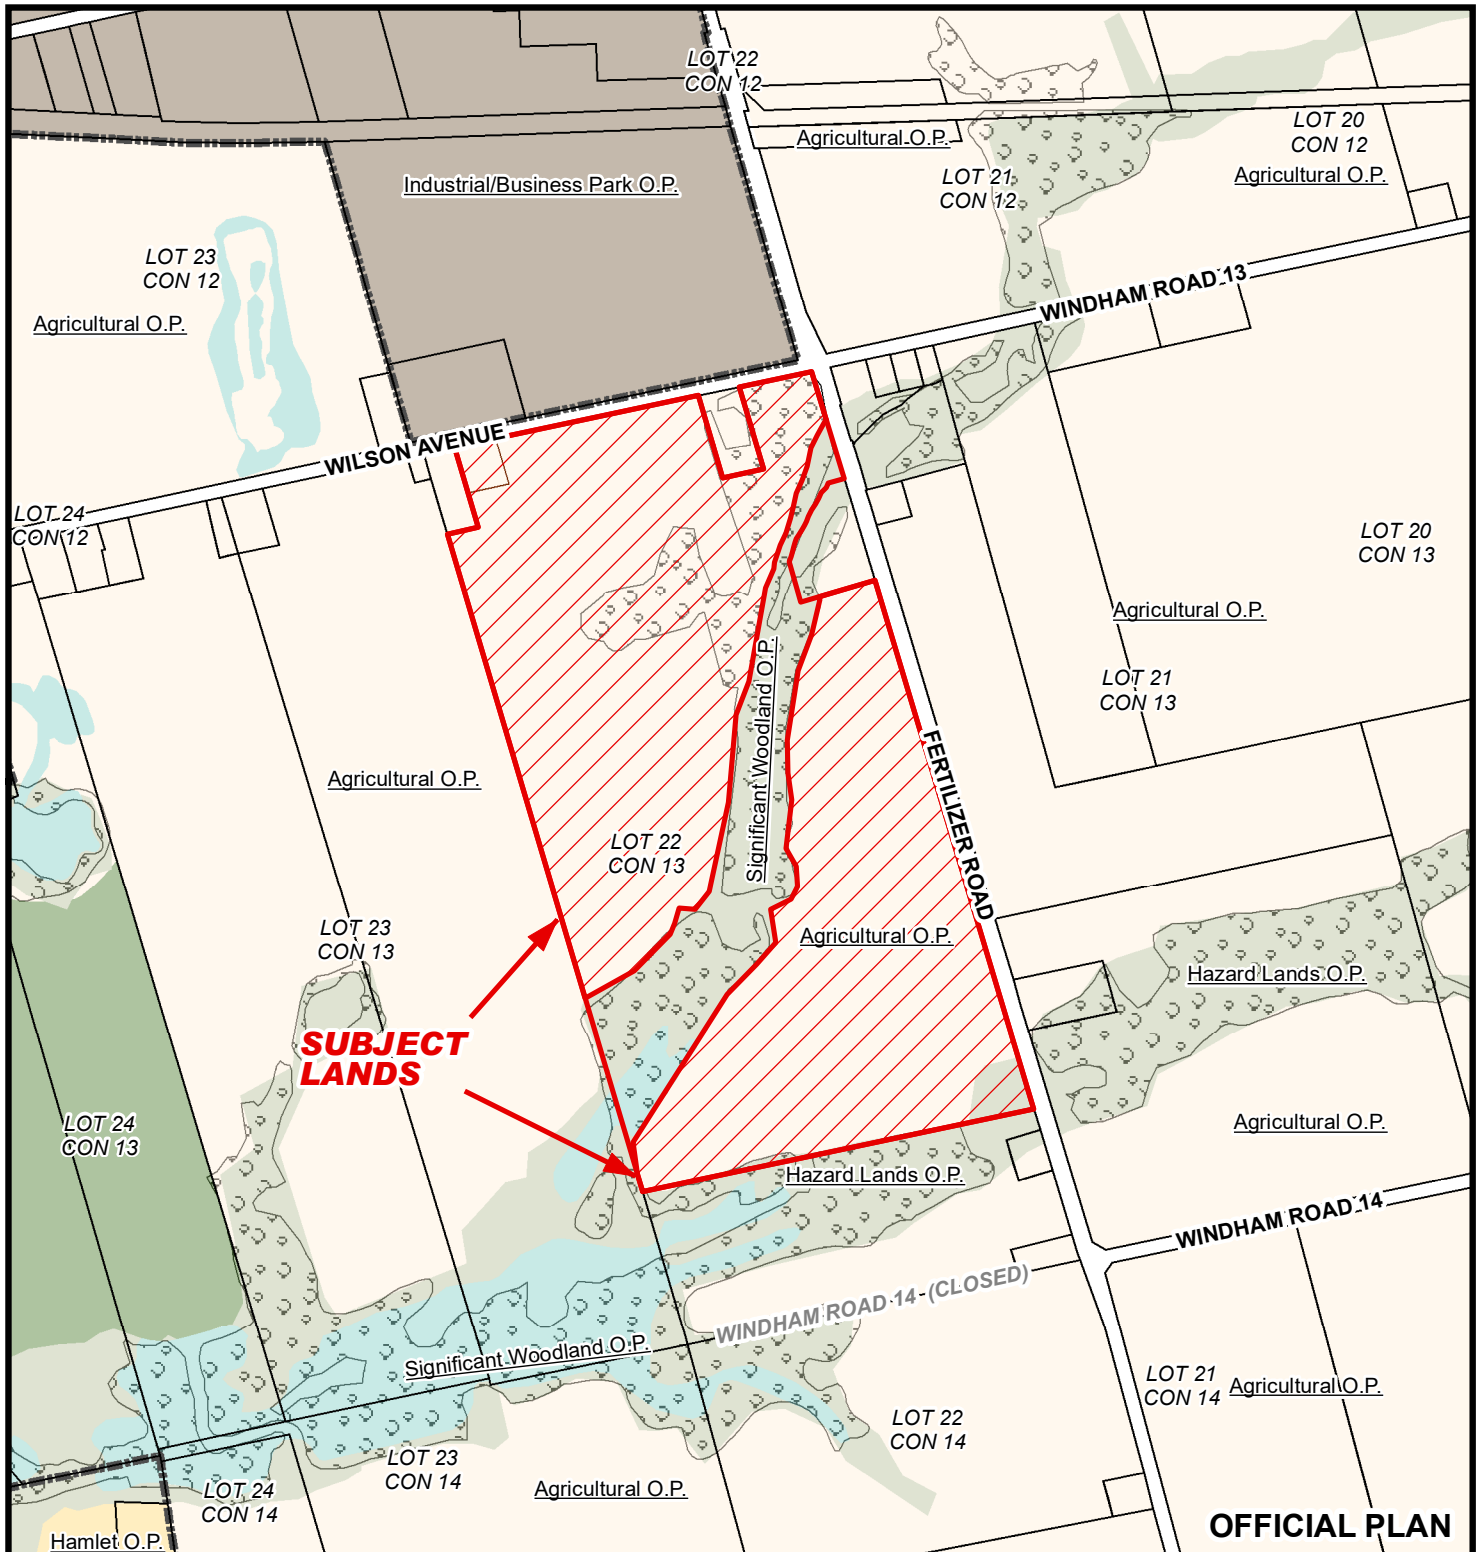 LOT 22
CON 12
Agricultural O.P.
LOT 20
CON 12
Agricultural O.P.
Industrial/Business Park O.P.
LOT 21
CON 12
LOT 23
CON 12
Agricultural O.P.
WINDHAM ROAD 13
WILSON AVENUE
LOT 24
CON 12
LOT 20
CON 13
Agricultural O.P.
LOT 21
CON 13
Significant Woodland O.P.
FERTILIZER ROAD
Agricultural O.P.
LOT 22
CON 13
LOT 23
CON 13
Agricultural O.P.
Hazard Lands O.P.
SUBJECT
LANDS
LOT 24
CON 13
Agricultural O.P.
Hazard Lands O.P.
WINDHAM ROAD 14
WINDHAM ROAD 14 (CLOSED)
Significant Woodland O.P.
LOT 21
CON 14
Agricultural O.P.
LOT 22
CON 14
LOT 23
CON 14
LOT 24
CON 14
Agricultural O.P.
Hamlet O.P.
OFFICIAL PLAN